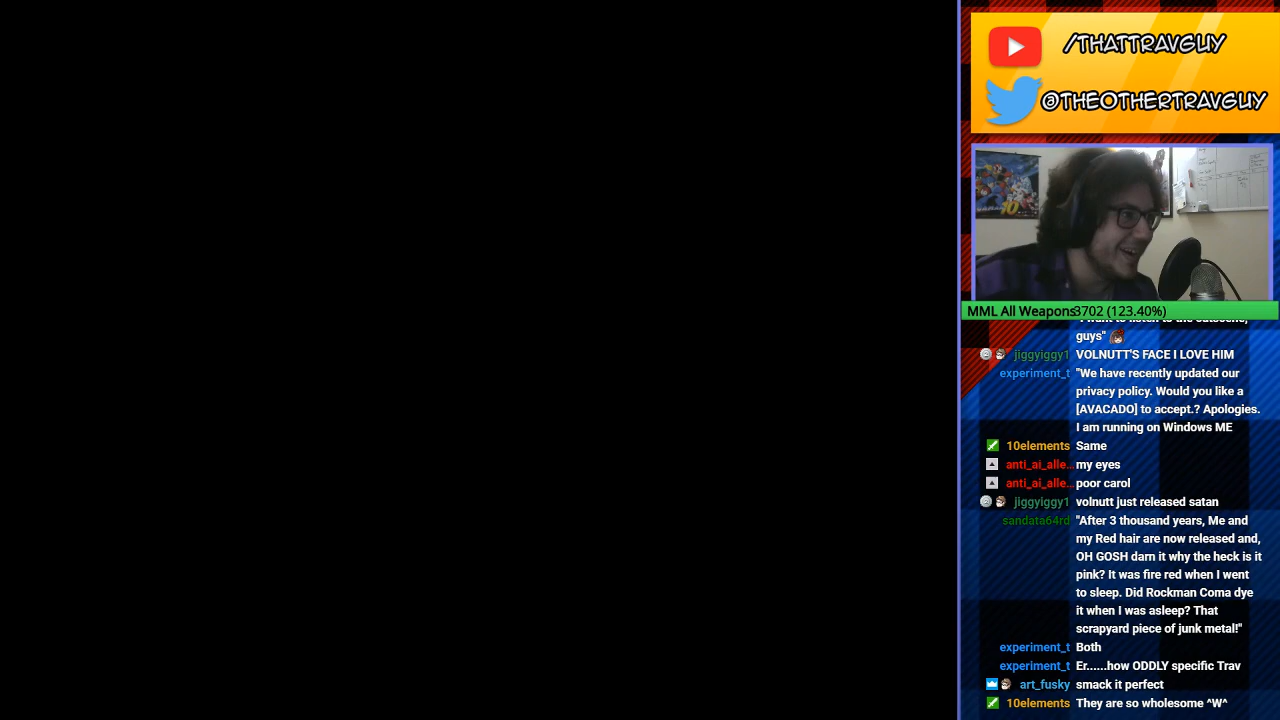 /THATTRAVGUY
@THEOTHERTRAVGUY
10
MML All Weapons 3702 (123.40%)
guys"
jiggyiggy1 VOLNUTT'S FACE I LOVE HIM
experiment_t "We have recently updated our
privacy policy. Would you like a
[AVACADO] to accept.? Apologies.
I am running on Windows ME
10elements Same
anti_ai_alle... my eyes
anti_ai_alle... poor carol
jiggyiggy1 volnutt just released satan
sandata64rd "After 3 thousand years, Me and
my Red hair are now released and,
OH GOSH darn it why the heck is it
pink? It was fire red when I went
to sleep. Did Rockman Coma dye
it when I was asleep? That
scrapyard piece of junk metal!"
experiment_t Both
experiment_t Er......how ODDLY specific Trav
art_fusky smack it perfect
10elements They are so wholesome ^W^